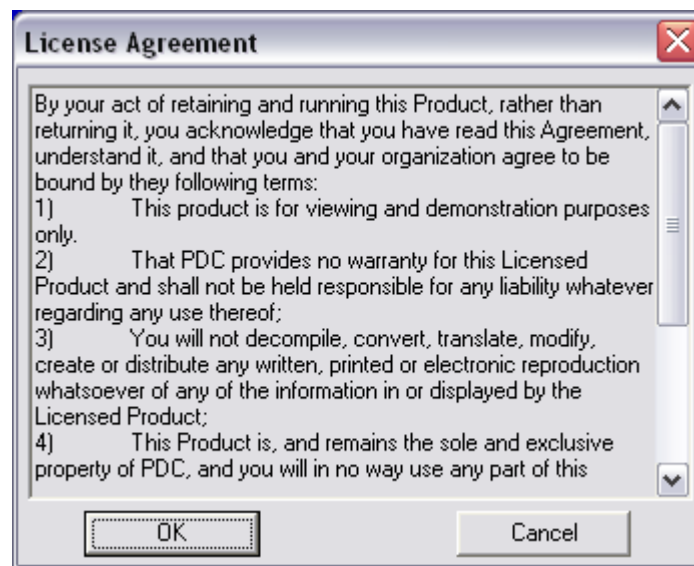 License Agreement
By your act of retaining and running this Product, rather than
returning it, you acknowledge that you have read this Agreement,
understand it, and that you and your organization agree to be
bound by they following terms:
1) This product is for viewing and demonstration purposes
only.
2) That PDC provides no warranty for this Licensed
Product and shall not be held responsible for any liability whatever
regarding any use thereof;
3) You will not decompile, convert, translate, modify,
create or distribute any written, printed or electronic reproduction
whatsoever of any of the information in or displayed by the
Licensed Product;
4) This Product is, and remains the sole and exclusive
property of PDC, and you will in no way use any part of this
OK Cancel